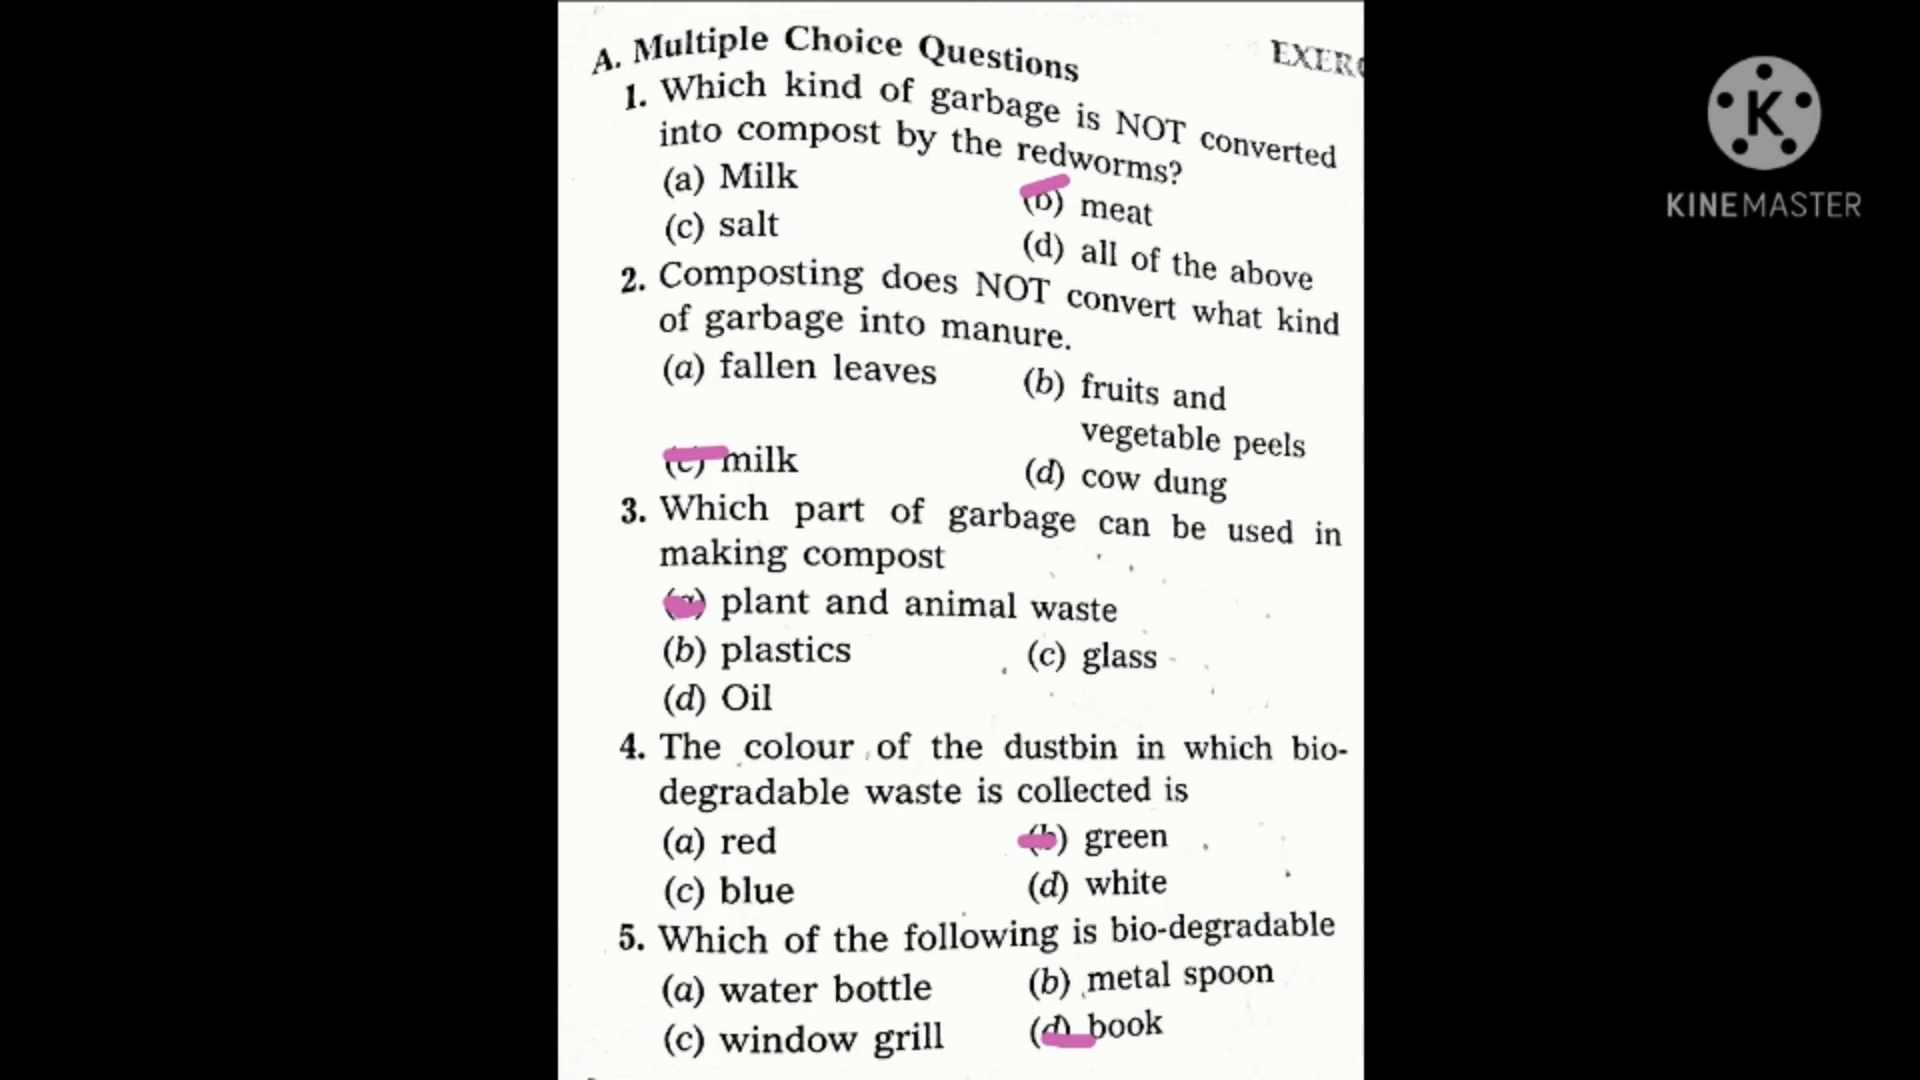 A. Multiple Choice Questions
EXERC
1. Which kind of garbage is NOT converted
into compost by the redworms?
(a) Milk
(b) meat
(c) salt
(d) all of the above
2. Composting does NOT convert what kind
of garbage into manure.
(a) fallen leaves
(b) fruits and
vegetable peels
(c) milk
(d) cow dung
3. Which part of garbage can be used in
making compost
(a) plant and animal waste
(b) plastics
(c) glass
(d) Oil
4. The colour of the dustbin in which bio-
degradable waste is collected is
(a) red
(b) green
(c) blue
(d) white
5. Which of the following is bio-degradable
(a) water bottle
(b) metal spoon
(c) window grill
(d) book
K
KINEMASTER